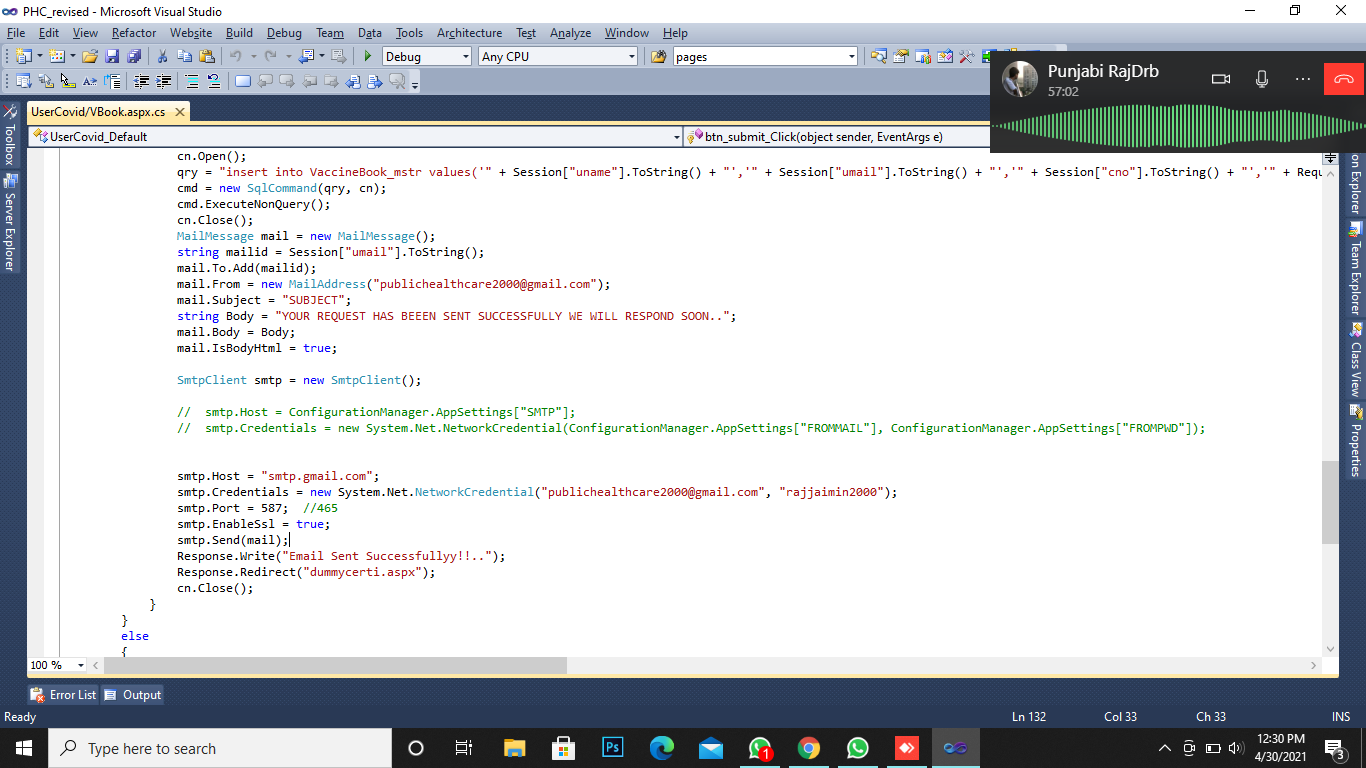 PHC_revised - Microsoft Visual Studio
File Edit View Refactor Website Build Debug Team Data Tools Architecture Test Analyze Window Help
Debug Any CPU pages
Punjabi RajDrb
57:02
UserCovid/VBook.aspx.cs
UserCovid_Default btn_submit_Click(object sender, EventArgs e)
Toolbox
Server Explorer
Team Explorer
Class View
Properties
cn.Open();
qry = "insert into VaccineBook_mstr values('" + Session["uname"].ToString() + "','" + Session["umail"].ToString() + "','" + Session["cno"].ToString() + "','" + Requ
cmd = new SqlCommand(qry, cn);
cmd.ExecuteNonQuery();
cn.Close();
MailMessage mail = new MailMessage();
string mailid = Session["umail"].ToString();
mail.To.Add(mailid);
mail.From = new MailAddress("publichealthcare2000@gmail.com");
mail.Subject = "SUBJECT";
string Body = "YOUR REQUEST HAS BEEEN SENT SUCCESSFULLY WE WILL RESPOND SOON..";
mail.Body = Body;
mail.IsBodyHtml = true;
SmtpClient smtp = new SmtpClient();
// smtp.Host = ConfigurationManager.AppSettings["SMTP"];
// smtp.Credentials = new System.Net.NetworkCredential(ConfigurationManager.AppSettings["FROMMAIL"], ConfigurationManager.AppSettings["FROMPWD"]);
smtp.Host = "smtp.gmail.com";
smtp.Credentials = new System.Net.NetworkCredential("publichealthcare2000@gmail.com", "rajjaimin2000");
smtp.Port = 587; //465
smtp.EnableSsl = true;
smtp.Send(mail);
Response.Write("Email Sent Successfullyy!!..");
Response.Redirect("dummycerti.aspx");
cn.Close();
}
}
else
{
100 %
Error List Output
Ready Ln 132 Col 33 Ch 33 INS
Type here to search
Ps
1
12:30 PM
4/30/2021
3